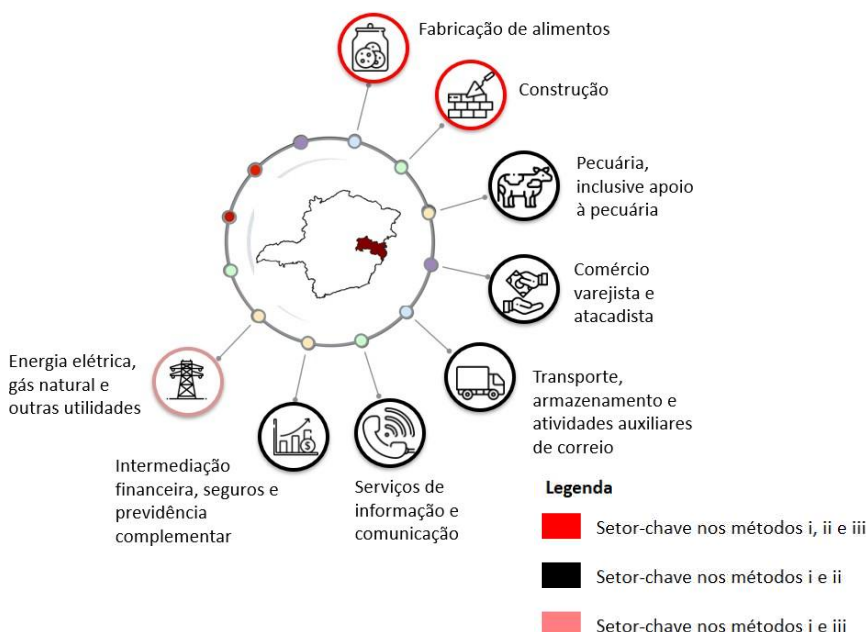 Fabricação de alimentos
Construção
Pecuária,
inclusive apoio
à pecuária
Comércio
varejista e
atacadista
Transporte,
armazenamento e
atividades auxiliares
de correio
Serviços de
informação e
comunicação
Intermediação
financeira, seguros e
previdência
complementar
Energia elétrica,
gás natural e
outras utilidades
Legenda
Setor-chave nos métodos i, ii e iii
Setor-chave nos métodos i e ii
Setor-chave nos métodos i e iii